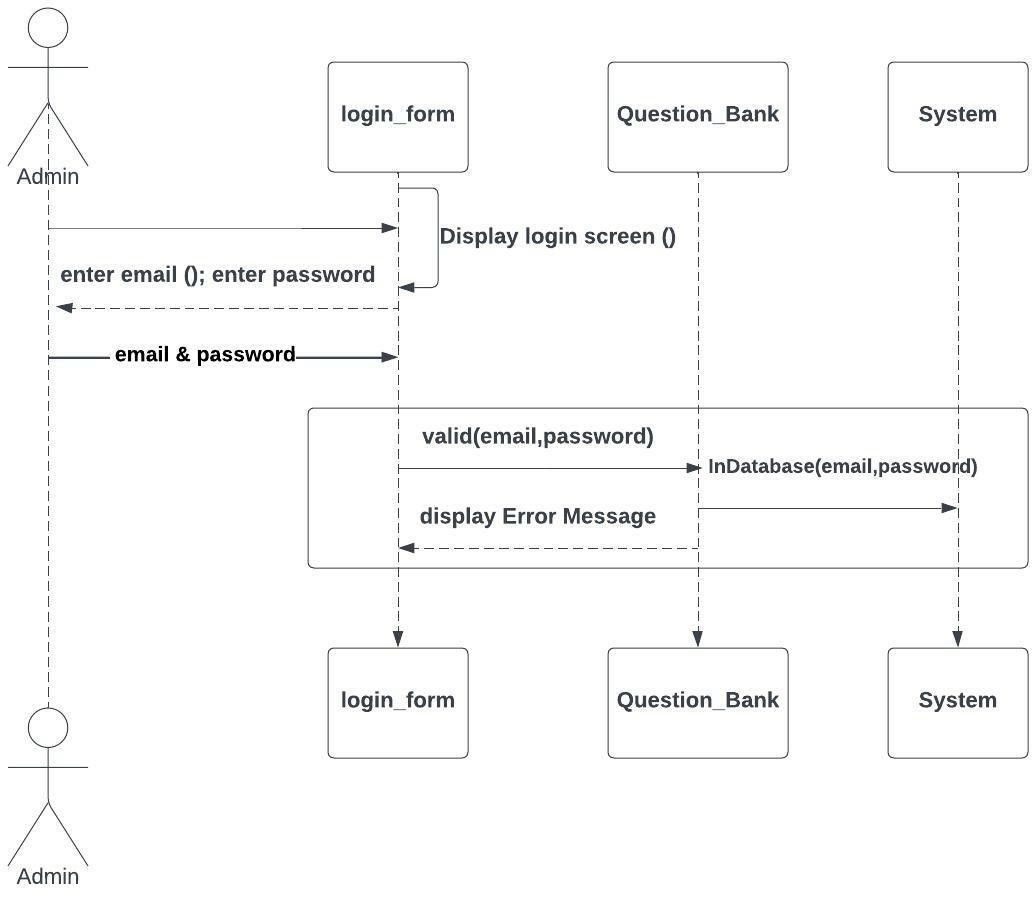 login_form
Question_Bank
System
Admin
Display login screen ()
enter email (); enter password
email & password
valid(email,password)
InDatabase(email,password)
display Error Message
login_form
Question_Bank
System
Admin